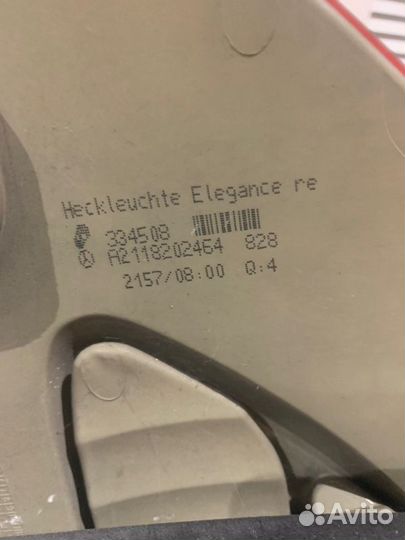 Heckleuchte Elegance re
334508
A2118202464 828
2157/08:00 Q:4
Avito